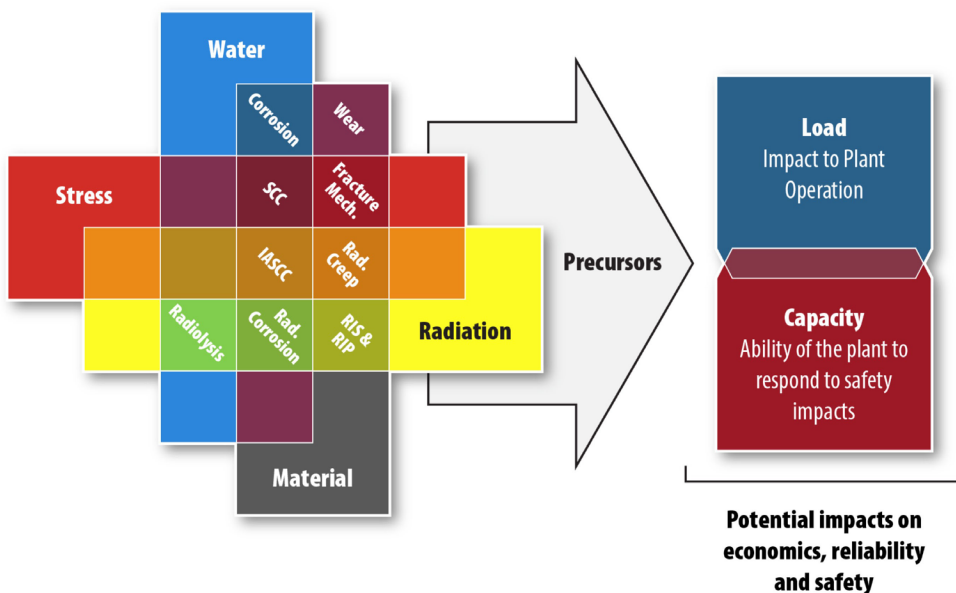 Water
Corrosion
Wear
Stress
SCC
Fracture
Mech.
IASCC
Rad.
Creep
Radiolysis
Rad.
Corrosion
RIS &
RIP
Radiation
Material
Precursors
Load
Impact to Plant
Operation
Capacity
Ability of the plant to
respond to safety
impacts
Potential impacts on
economics, reliability
and safety